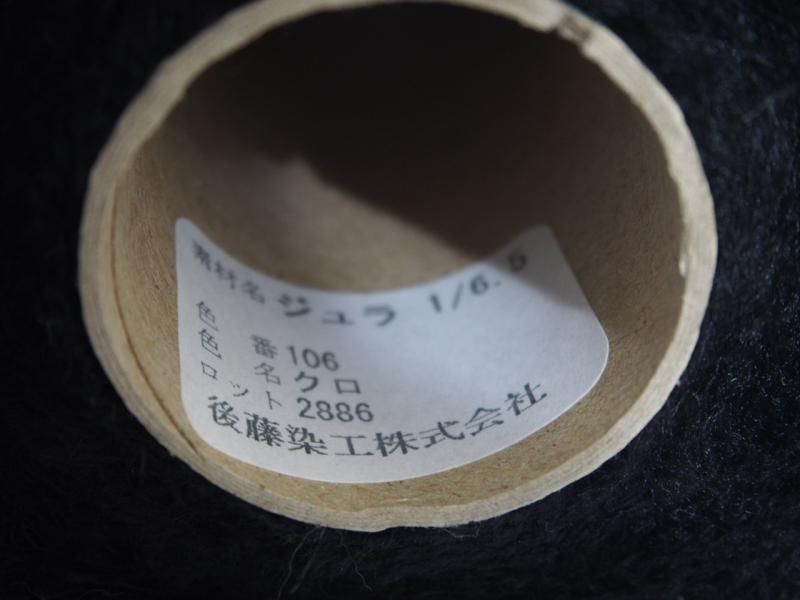 素材名 ジュラ 1/6.5
色 番 106
色 名 クロ
ロット 2886
後藤染工株式会社